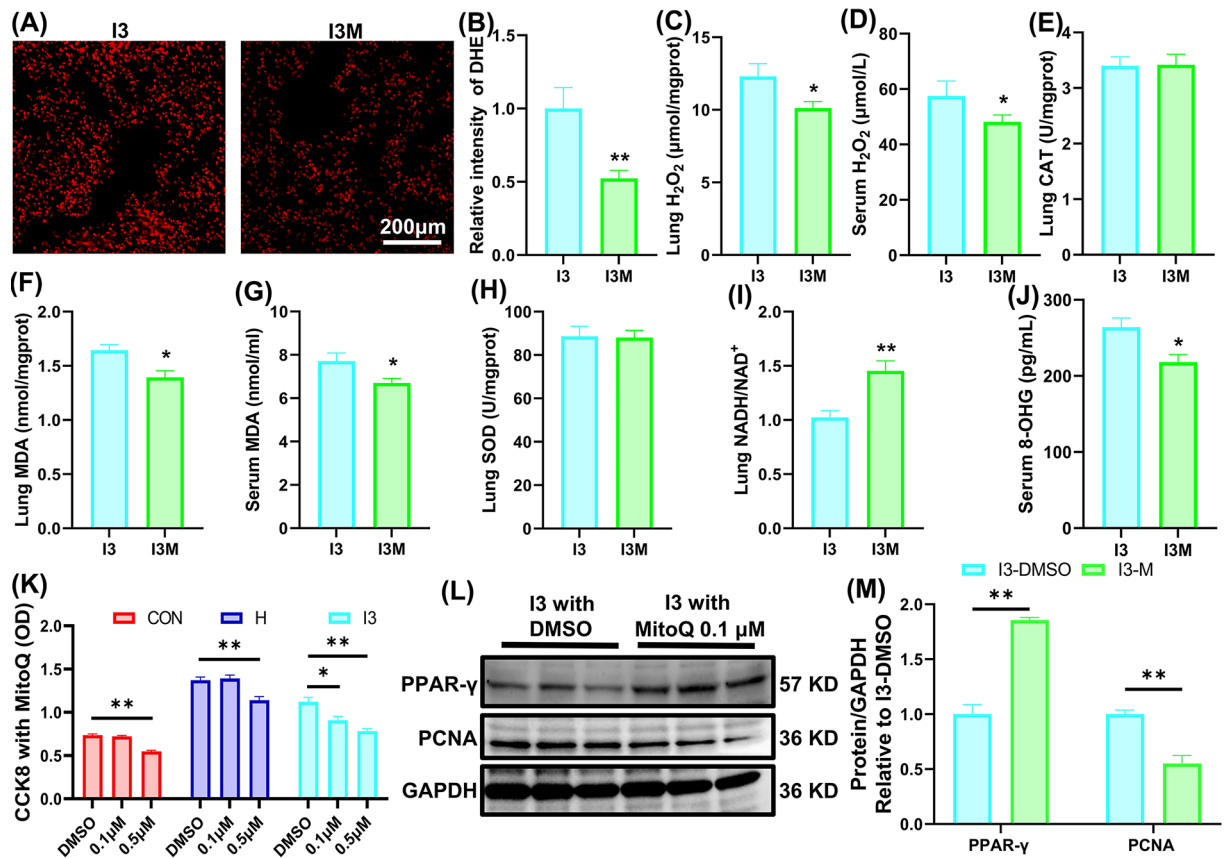 (A)
I3
I3M
200μm
(B)
Relative intensity of DHE
1.5
1.0
0.5
0.0
**
I3
I3M
(C)
Lung H₂O₂ (μmol/mgprot)
15
10
5
0
*
I3
I3M
(D)
Serum H₂O₂ (μmol/L)
80
60
40
20
0
*
I3
I3M
(E)
Lung CAT (U/mgprot)
4
3
2
1
0
I3
I3M
(F)
Lung MDA (nmol/mgprot)
2.0
1.5
1.0
0.5
0.0
*
I3
I3M
(G)
Serum MDA (nmol/ml)
8
6
4
2
0
*
I3
I3M
(H)
Lung SOD (U/mgprot)
100
80
60
40
20
0
I3
I3M
(I)
Lung NADH/NAD⁺
2.0
1.5
1.0
0.5
0.0
**
I3
I3M
(J)
Serum 8-OHG (pg/mL)
300
200
100
0
*
I3
I3M
(K)
CCK8 with MitoQ (OD)
2.0
1.5
1.0
0.5
0.0
CON
H
I3
**
**
**
*
DMSO
0.1μM
0.5μM
DMSO
0.1μM
0.5μM
DMSO
0.1μM
0.5μM
(L)
I3 with
DMSO
I3 with
MitoQ 0.1 μM
PPAR-γ
57 KD
PCNA
36 KD
GAPDH
36 KD
(M)
I3-DMSO
I3-M
Protein/GAPDH
Relative to I3-DMSO
2.0
1.5
1.0
0.5
0.0
**
**
PPAR-γ
PCNA